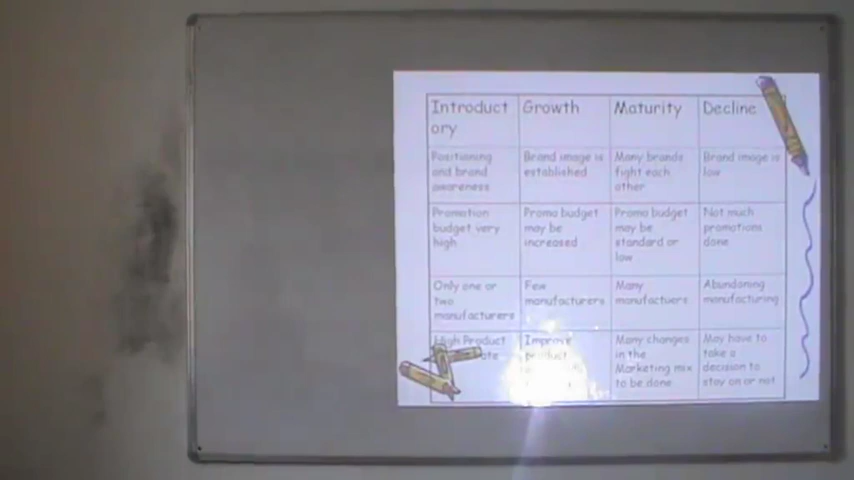 Introduct
ory
Growth
Maturity
Decline
Positioning
and brand
awareness
Brand image is
established
Many brands
fight each
other
Brand image is
low
Promotion
budget very
high
Promo budget
may be
increased
Promo budget
may be
standard or
low
Not much
promotions
done
Only one or
two
manufacturers
Few
manufacturers
Many
manufactuers
Abandoning
manufacturing
High Product
Improve
product
Many changes
in the
Marketing mix
to be done
May have to
take a
decision to
stay on or not